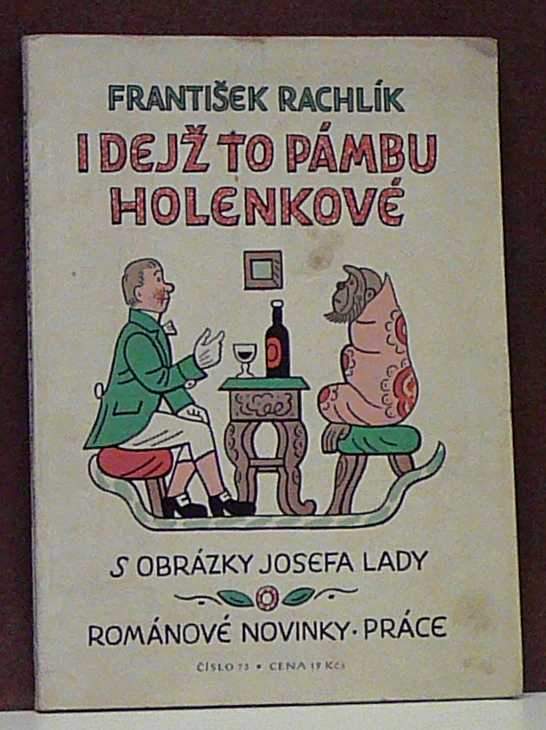 FRANTIŠEK RACHLÍK
I DEJŽ TO PÁMBU
HOLENKOVÉ
S OBRÁZKY JOSEFA LADY
ROMÁNOVÉ NOVINKY · PRÁCE
ČÍSLO 73 • CENA 19 Kčs